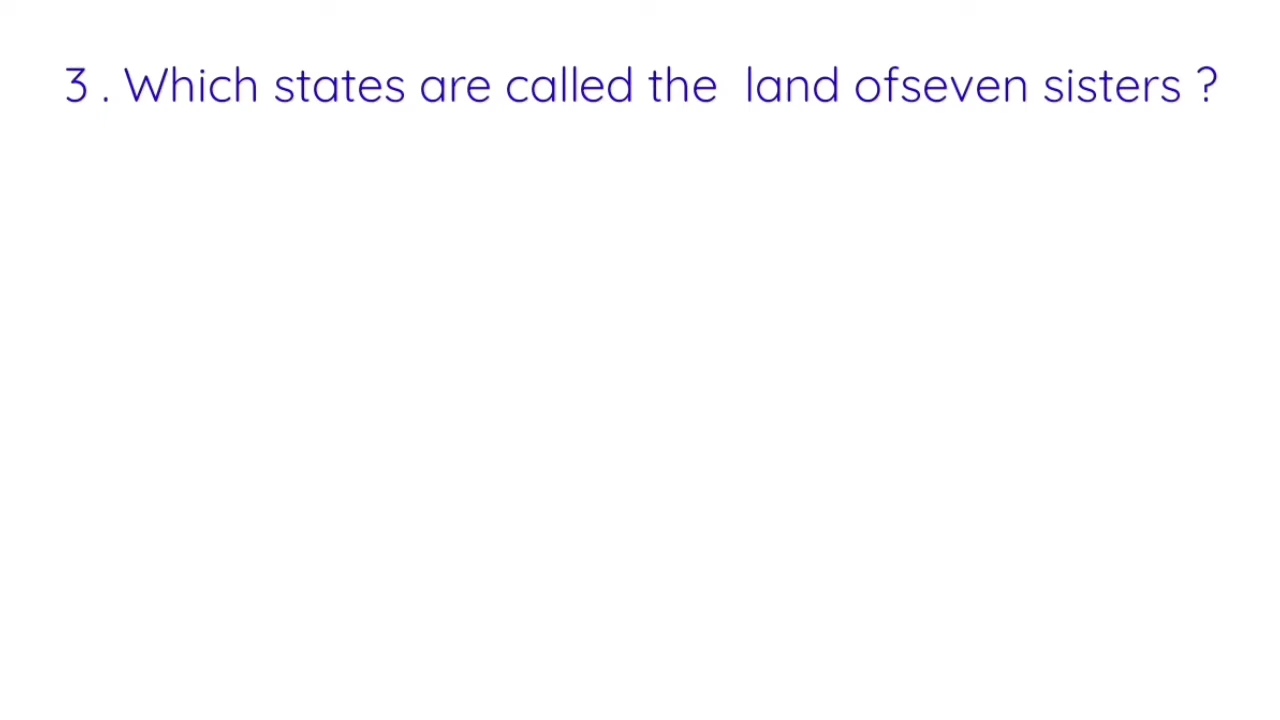 3 . Which states are called the  land ofseven sisters ?